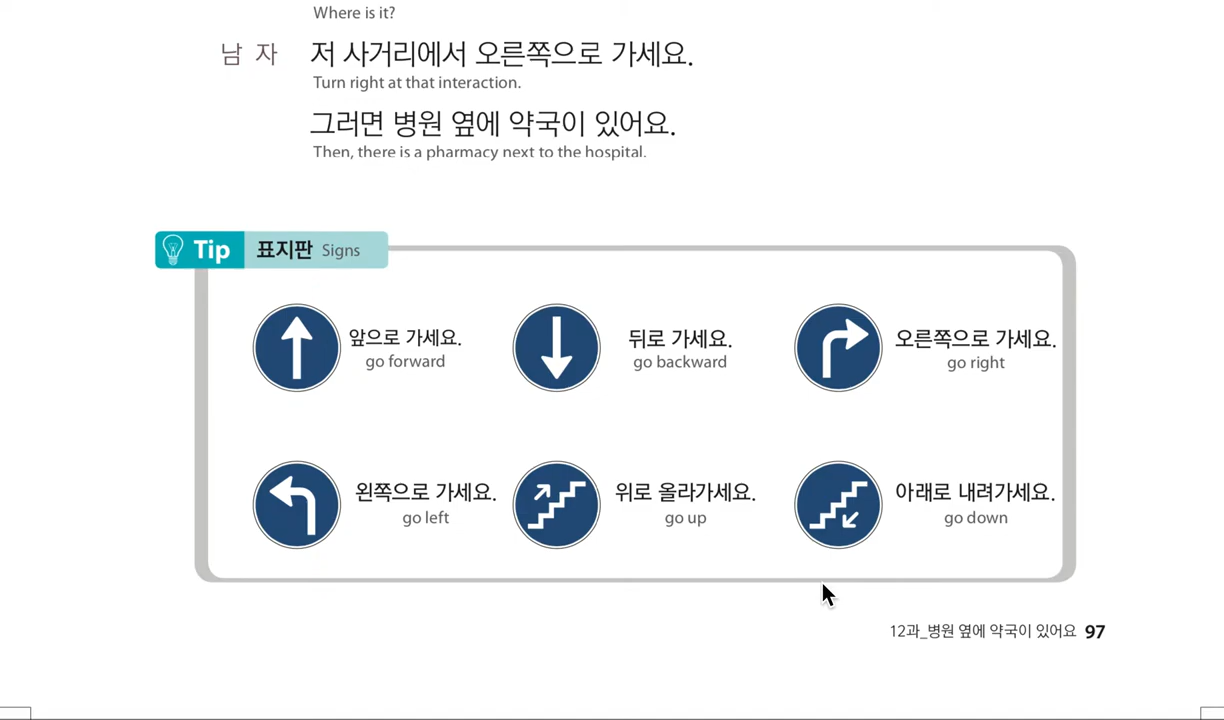 Where is it?
남 자 저 사거리에서 오른쪽으로 가세요.
Turn right at that interaction.
그러면 병원 옆에 약국이 있어요.
Then, there is a pharmacy next to the hospital.
Tip 표지판 Signs
앞으로 가세요. 뒤로 가세요. 오른쪽으로 가세요.
go forward go backward go right
왼쪽으로 가세요. 위로 올라가세요. 아래로 내려가세요.
go left go up go down
12과_병원 옆에 약국이 있어요 97